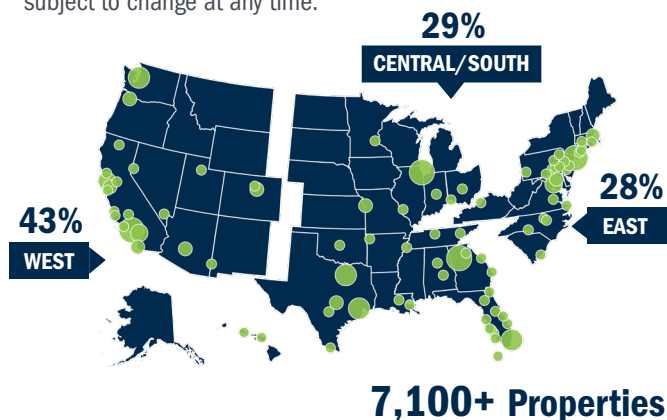 subject to change at any time.
29%
CENTRAL/SOUTH
43%
WEST
28%
EAST
7,100+ Properties